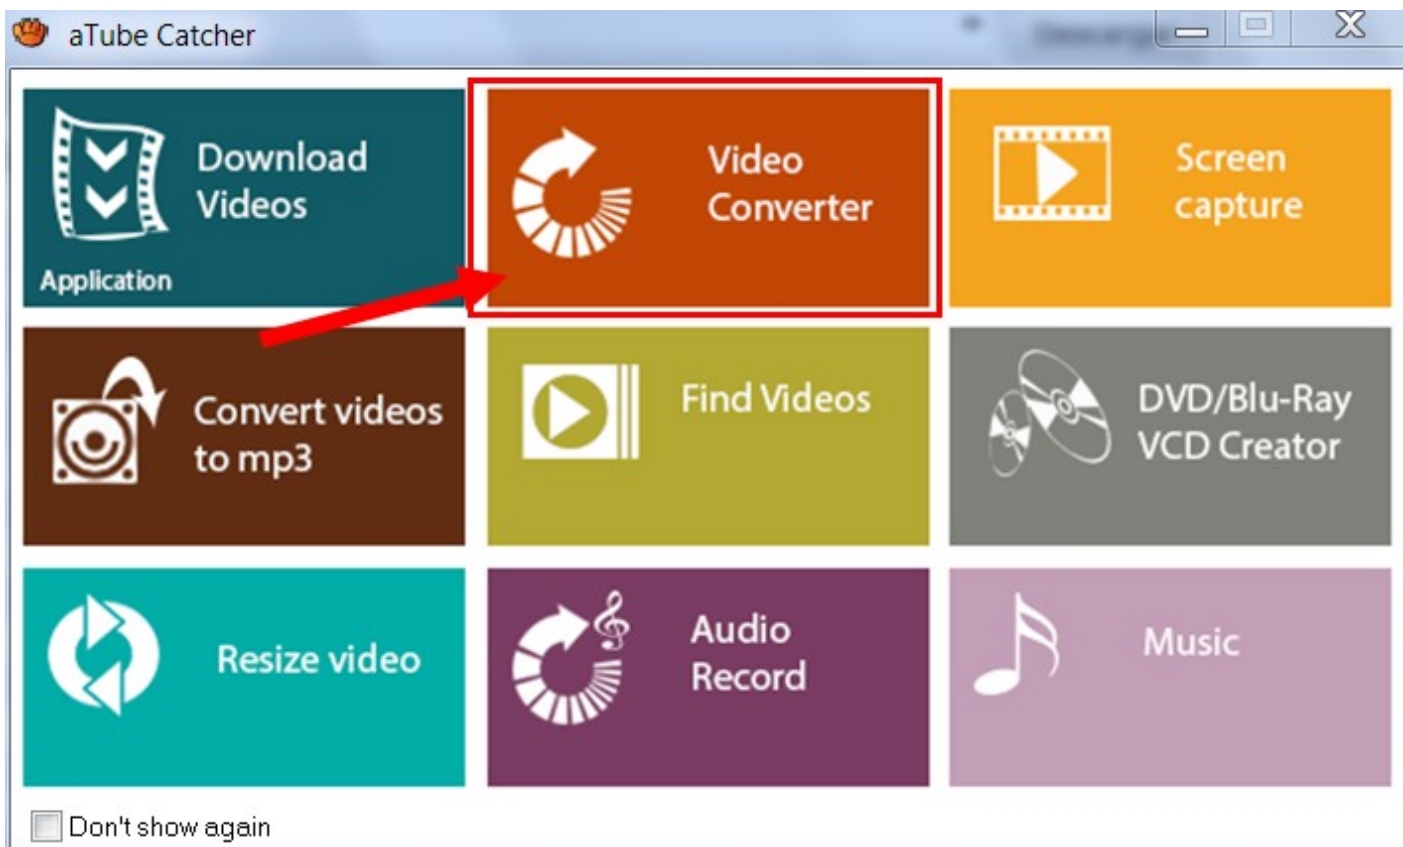 aTube Catcher
Download
Videos
Application
Video
Converter
Screen
capture
Convert videos
to mp3
Find Videos
DVD/Blu-Ray
VCD Creator
Resize video
Audio
Record
Music
Don't show again